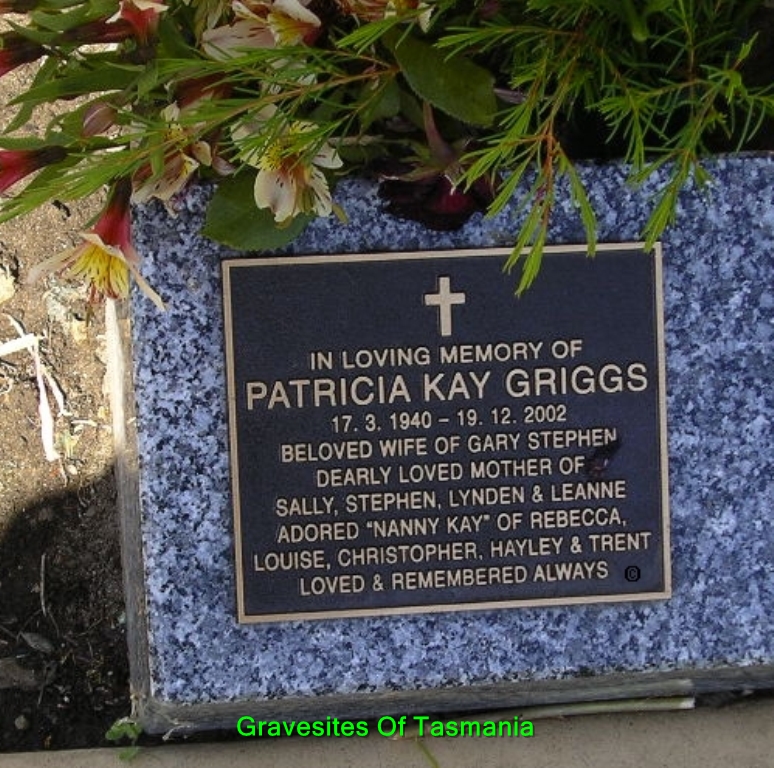 IN LOVING MEMORY OF
PATRICIA KAY GRIGGS
17. 3. 1940 – 19. 12. 2002
BELOVED WIFE OF GARY STEPHEN
DEARLY LOVED MOTHER OF
SALLY, STEPHEN, LYNDEN & LEANNE
ADORED “NANNY KAY” OF REBECCA,
LOUISE, CHRISTOPHER, HAYLEY & TRENT
LOVED & REMEMBERED ALWAYS
Gravesites Of Tasmania